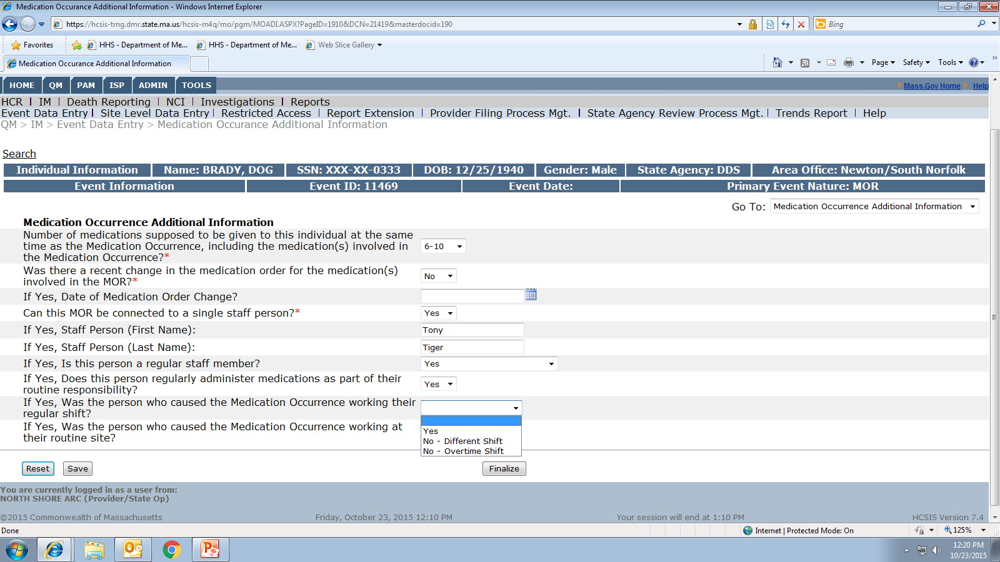 Medication Occurance Additional Information - Windows Internet Explorer
https://hcsis-trng.dmr.state.ma.us/hcsis-m4q/mo/pgm/MOADI.ASPX?PageID=1910&DCN=21419&masterdocid=190
Bing
Favorites HHS - Department of Me... HHS - Department of Me... Web Slice Gallery
Medication Occurance Additional Information
Page Safety Tools
HOME QM PAM ISP ADMIN TOOLS
Mass.Gov Home Help
HCR | IM | Death Reporting | NCI | Investigations | Reports
Event Data Entry | Site Level Data Entry | Restricted Access | Report Extension | Provider Filing Process Mgt. | State Agency Review Process Mgt. | Trends Report | Help
QM > IM > Event Data Entry > Medication Occurance Additional Information
Search
Individual Information Name: BRADY, DOG SSN: XXX-XX-0333 DOB: 12/25/1940 Gender: Male State Agency: DDS Area Office: Newton/South Norfolk
Event Information Event ID: 11469 Event Date: Primary Event Nature: MOR
Go To: Medication Occurrence Additional Information
Medication Occurrence Additional Information
Number of medications supposed to be given to this individual at the same
time as the Medication Occurrence, including the medication(s) involved in
the Medication Occurrence?*
6-10
Was there a recent change in the medication order for the medication(s)
involved in the MOR?*
No
If Yes, Date of Medication Order Change?
Can this MOR be connected to a single staff person?* Yes
If Yes, Staff Person (First Name): Tony
If Yes, Staff Person (Last Name): Tiger
If Yes, Is this person a regular staff member? Yes
If Yes, Does this person regularly administer medications as part of their
routine responsibility?
Yes
If Yes, Was the person who caused the Medication Occurrence working their
regular shift?
If Yes, Was the person who caused the Medication Occurrence working at
their routine site?
Yes
No - Different Shift
No - Overtime Shift
Reset Save Finalize
You are currently logged in as a user from:
NORTH SHORE ARC (Provider/State Op)
©2015 Commonwealth of Massachusetts Friday, October 23, 2015 12:10 PM Your session will end at 1:10 PM HCSIS Version 7.4
Done Internet | Protected Mode: On 125%
12:20 PM
10/23/2015